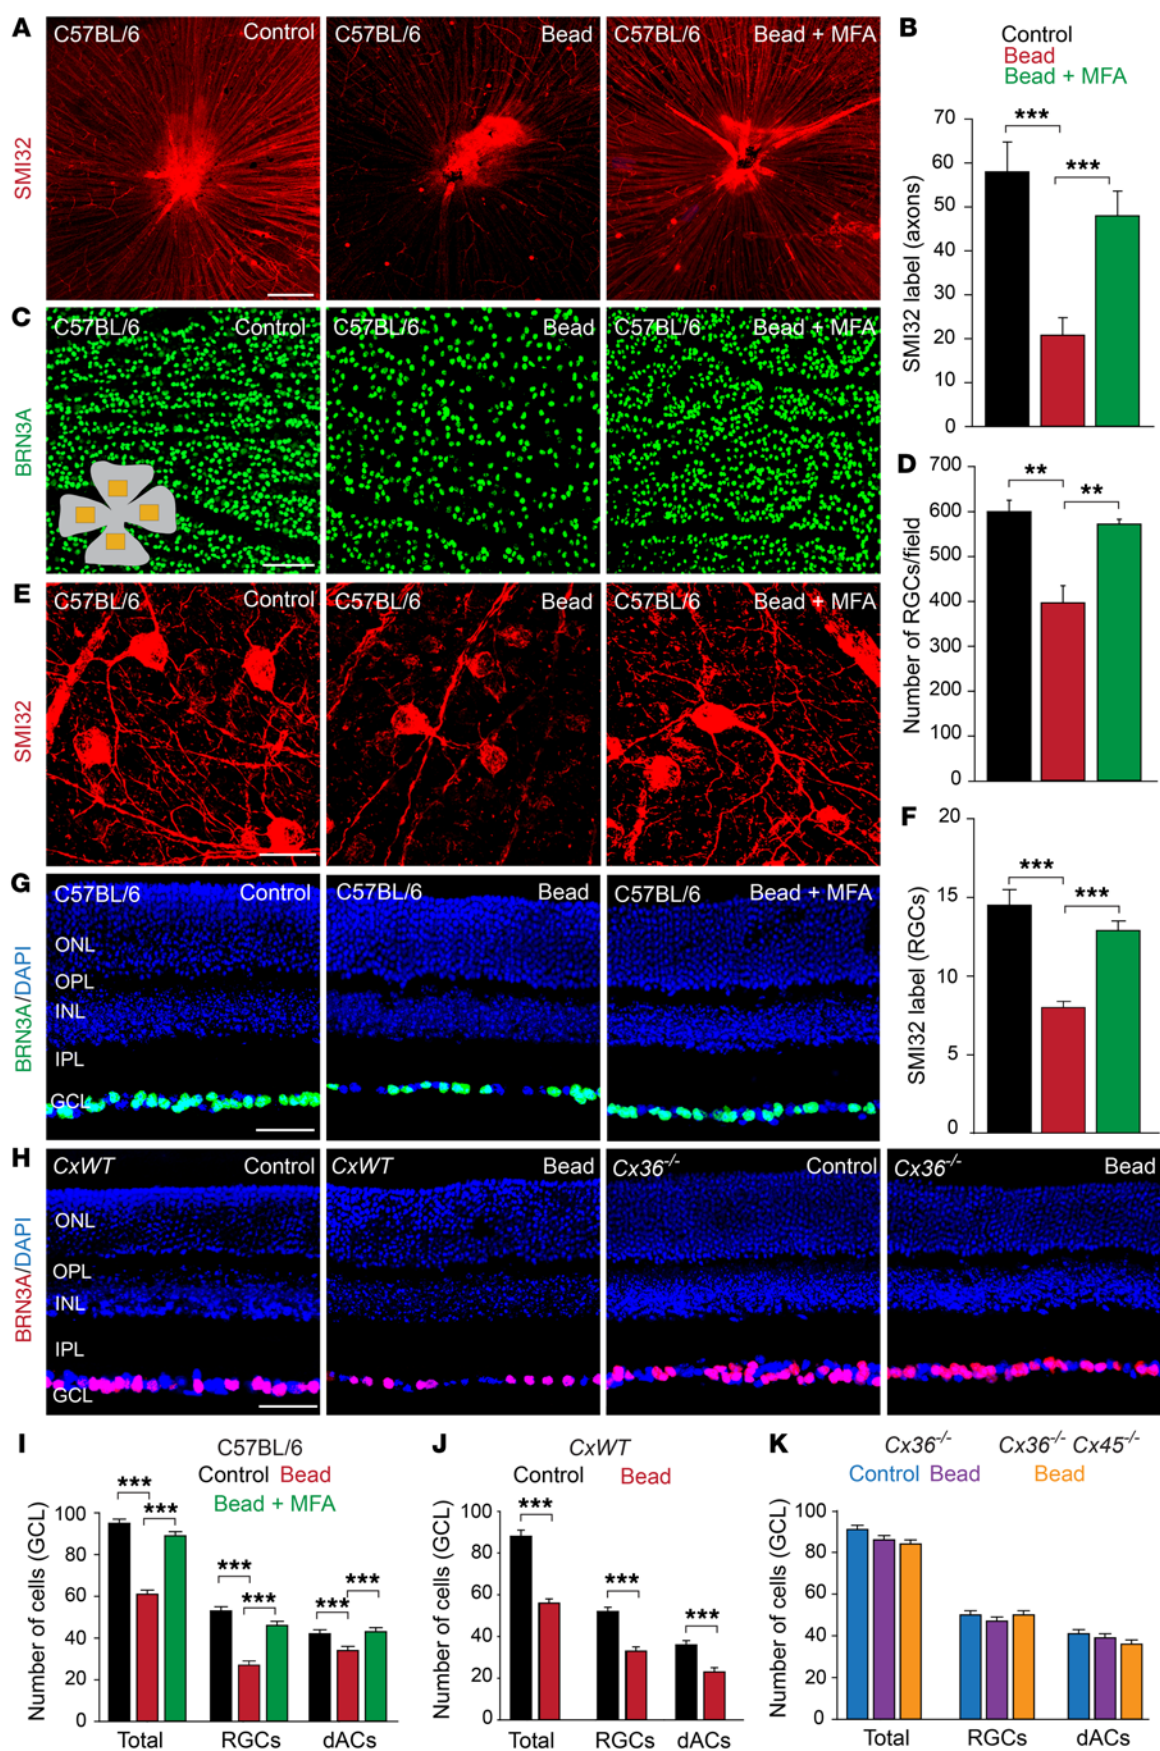 A
C57BL/6 Control
C57BL/6 Bead
C57BL/6 Bead + MFA
SMI32
B
Control
Bead
Bead + MFA
SMI32 label (axons)
70
60
50
40
30
20
10
0
***
***
C
C57BL/6 Control
C57BL/6 Bead
C57BL/6 Bead + MFA
BRN3A
D
Number of RGCs/field
700
600
500
400
300
200
100
0
**
**
E
C57BL/6 Control
C57BL/6 Bead
C57BL/6 Bead + MFA
SMI32
F
SMI32 label (RGCs)
20
15
10
5
0
***
***
G
C57BL/6 Control
C57BL/6 Bead
C57BL/6 Bead + MFA
BRN3A/DAPI
ONL
OPL
INL
IPL
GCL
H
CxWT Control
CxWT Bead
Cx36-/- Control
Cx36-/- Bead
BRN3A/DAPI
ONL
OPL
INL
IPL
GCL
I
C57BL/6
Control Bead
Bead + MFA
Number of cells (GCL)
100
80
60
40
20
0
***
***
***
***
***
***
Total RGCs dACs
J
CxWT
Control Bead
Number of cells (GCL)
100
80
60
40
20
0
***
***
***
Total RGCs dACs
K
Cx36-/- Cx36-/- Cx45-/-
Control Bead Bead
Number of cells (GCL)
100
80
60
40
20
0
Total RGCs dACs